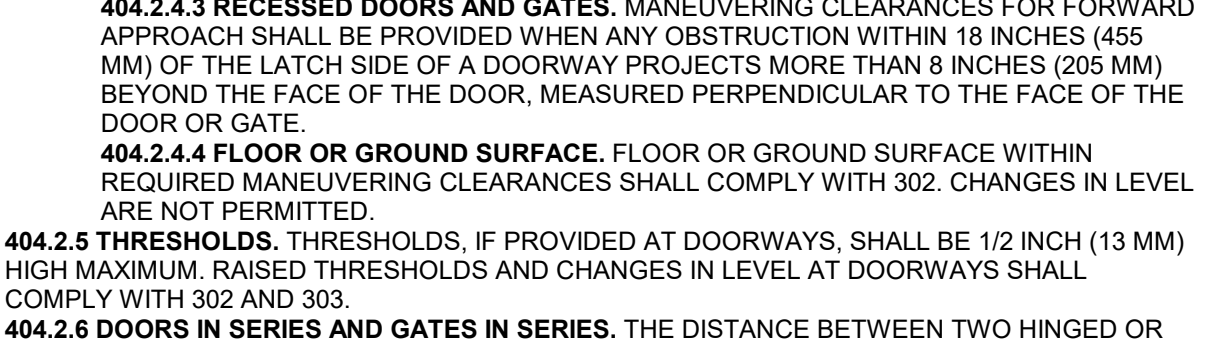 404.2.4.3 RECESSED DOORS AND GATES. MANEUVERING CLEARANCES FOR FORWARD
APPROACH SHALL BE PROVIDED WHEN ANY OBSTRUCTION WITHIN 18 INCHES (455
MM) OF THE LATCH SIDE OF A DOORWAY PROJECTS MORE THAN 8 INCHES (205 MM)
BEYOND THE FACE OF THE DOOR, MEASURED PERPENDICULAR TO THE FACE OF THE
DOOR OR GATE.
404.2.4.4 FLOOR OR GROUND SURFACE. FLOOR OR GROUND SURFACE WITHIN
REQUIRED MANEUVERING CLEARANCES SHALL COMPLY WITH 302. CHANGES IN LEVEL
ARE NOT PERMITTED.
404.2.5 THRESHOLDS. THRESHOLDS, IF PROVIDED AT DOORWAYS, SHALL BE 1/2 INCH (13 MM)
HIGH MAXIMUM. RAISED THRESHOLDS AND CHANGES IN LEVEL AT DOORWAYS SHALL
COMPLY WITH 302 AND 303.
404.2.6 DOORS IN SERIES AND GATES IN SERIES. THE DISTANCE BETWEEN TWO HINGED OR